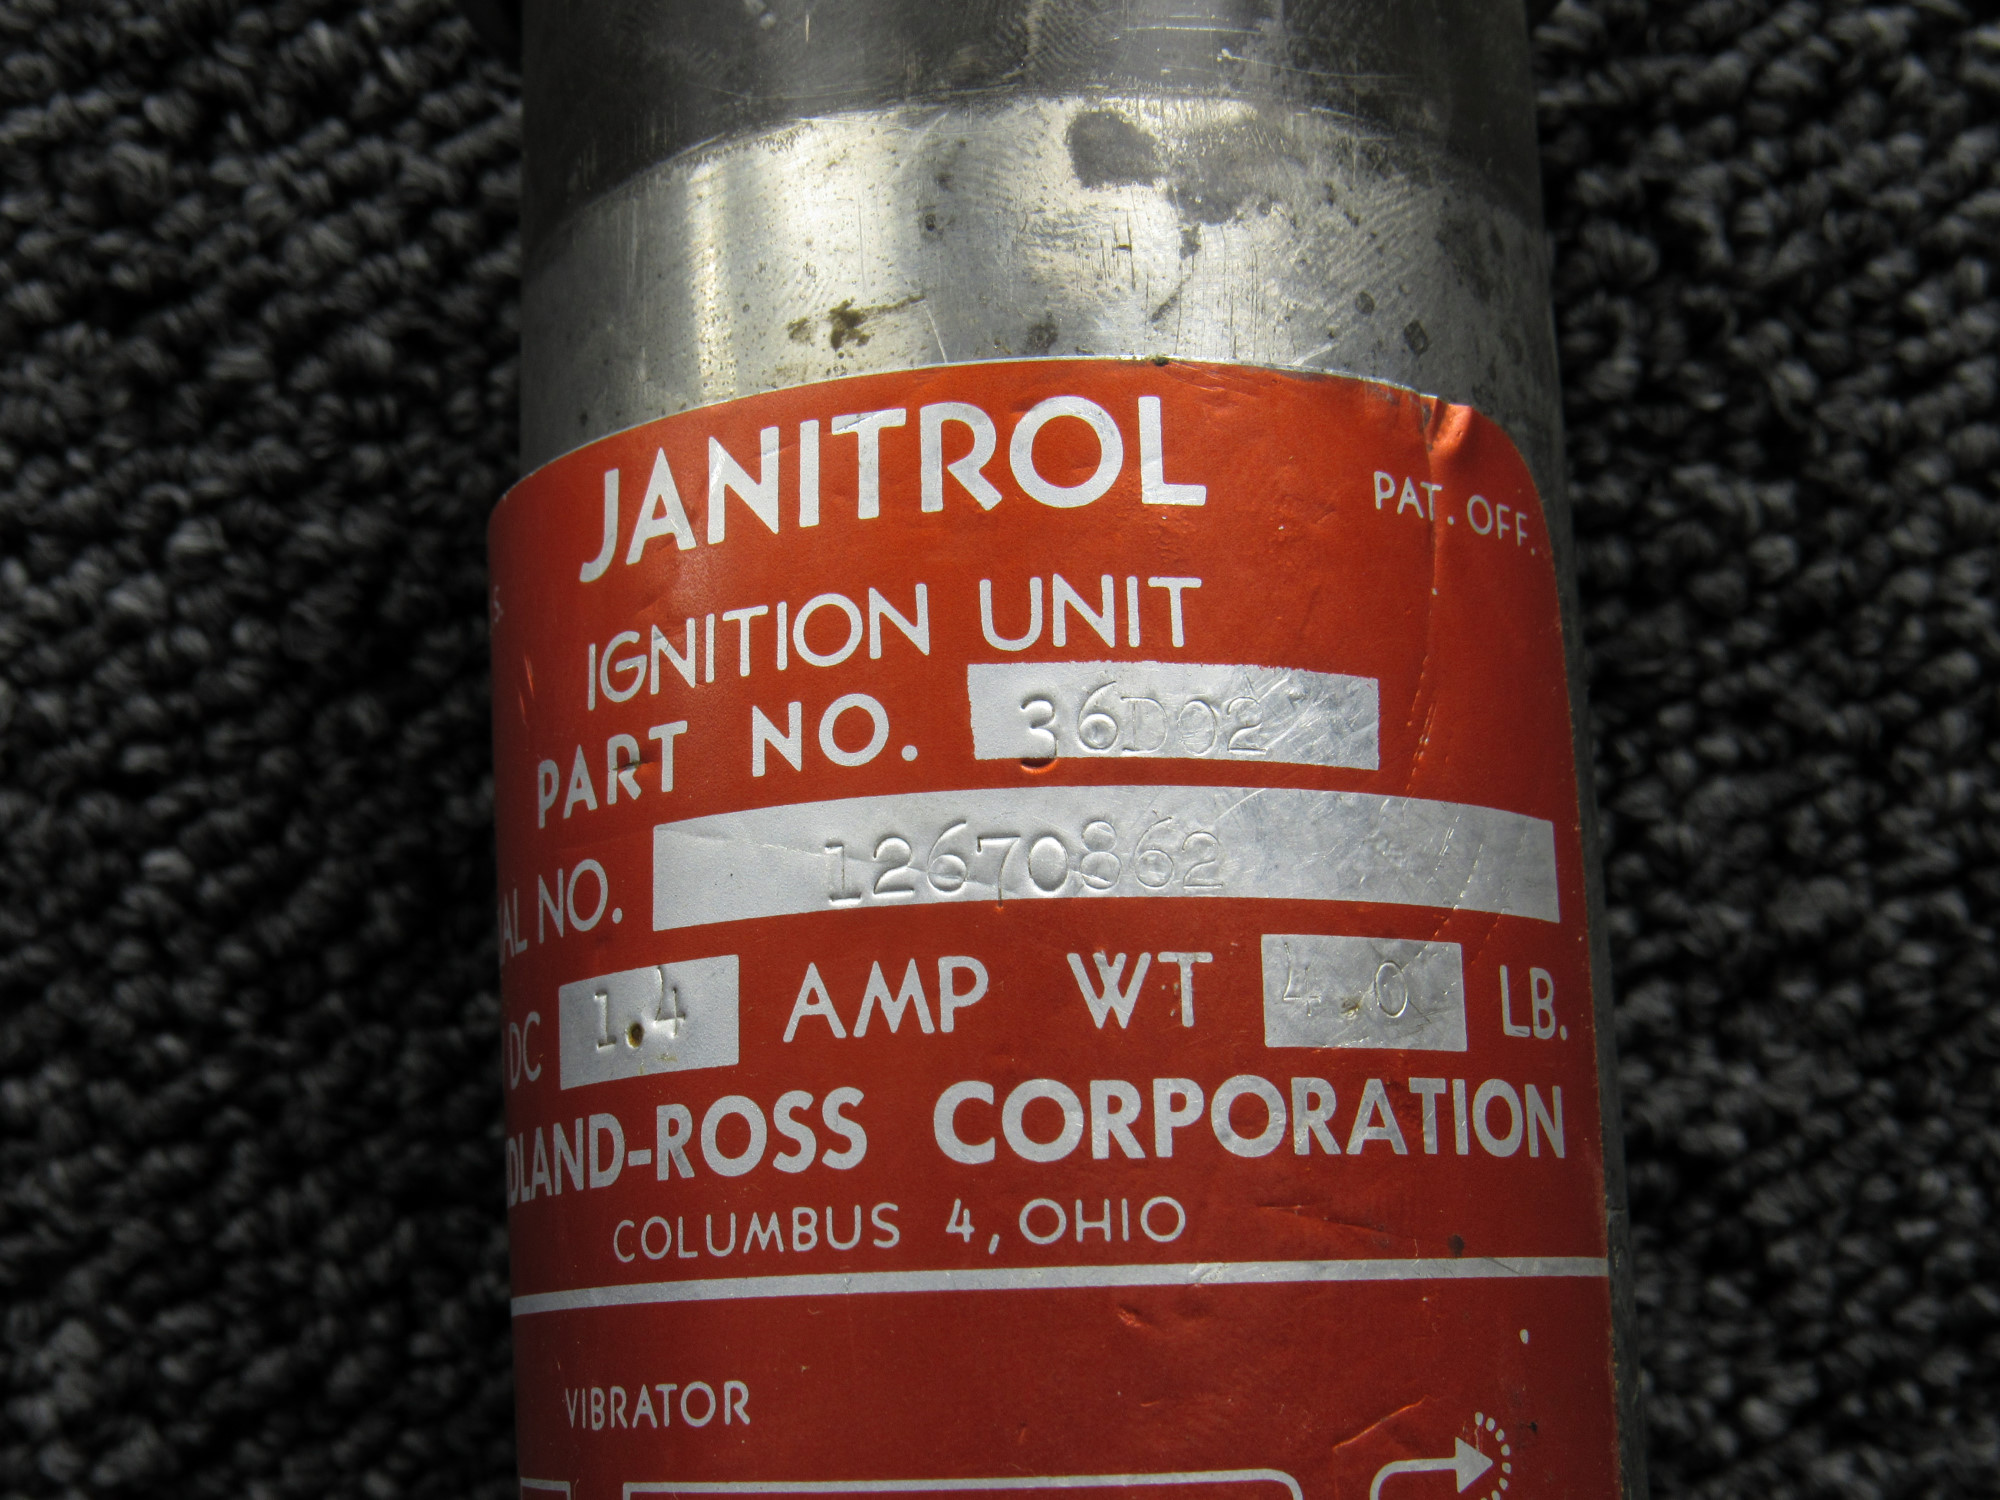 JANITROL
S. PAT. OFF.
IGNITION UNIT
PART NO. 36D02
AL NO. 12670862
DC 1.4 AMP WT 4.0 LB.
DLAND-ROSS CORPORATION
COLUMBUS 4, OHIO
VIBRATOR